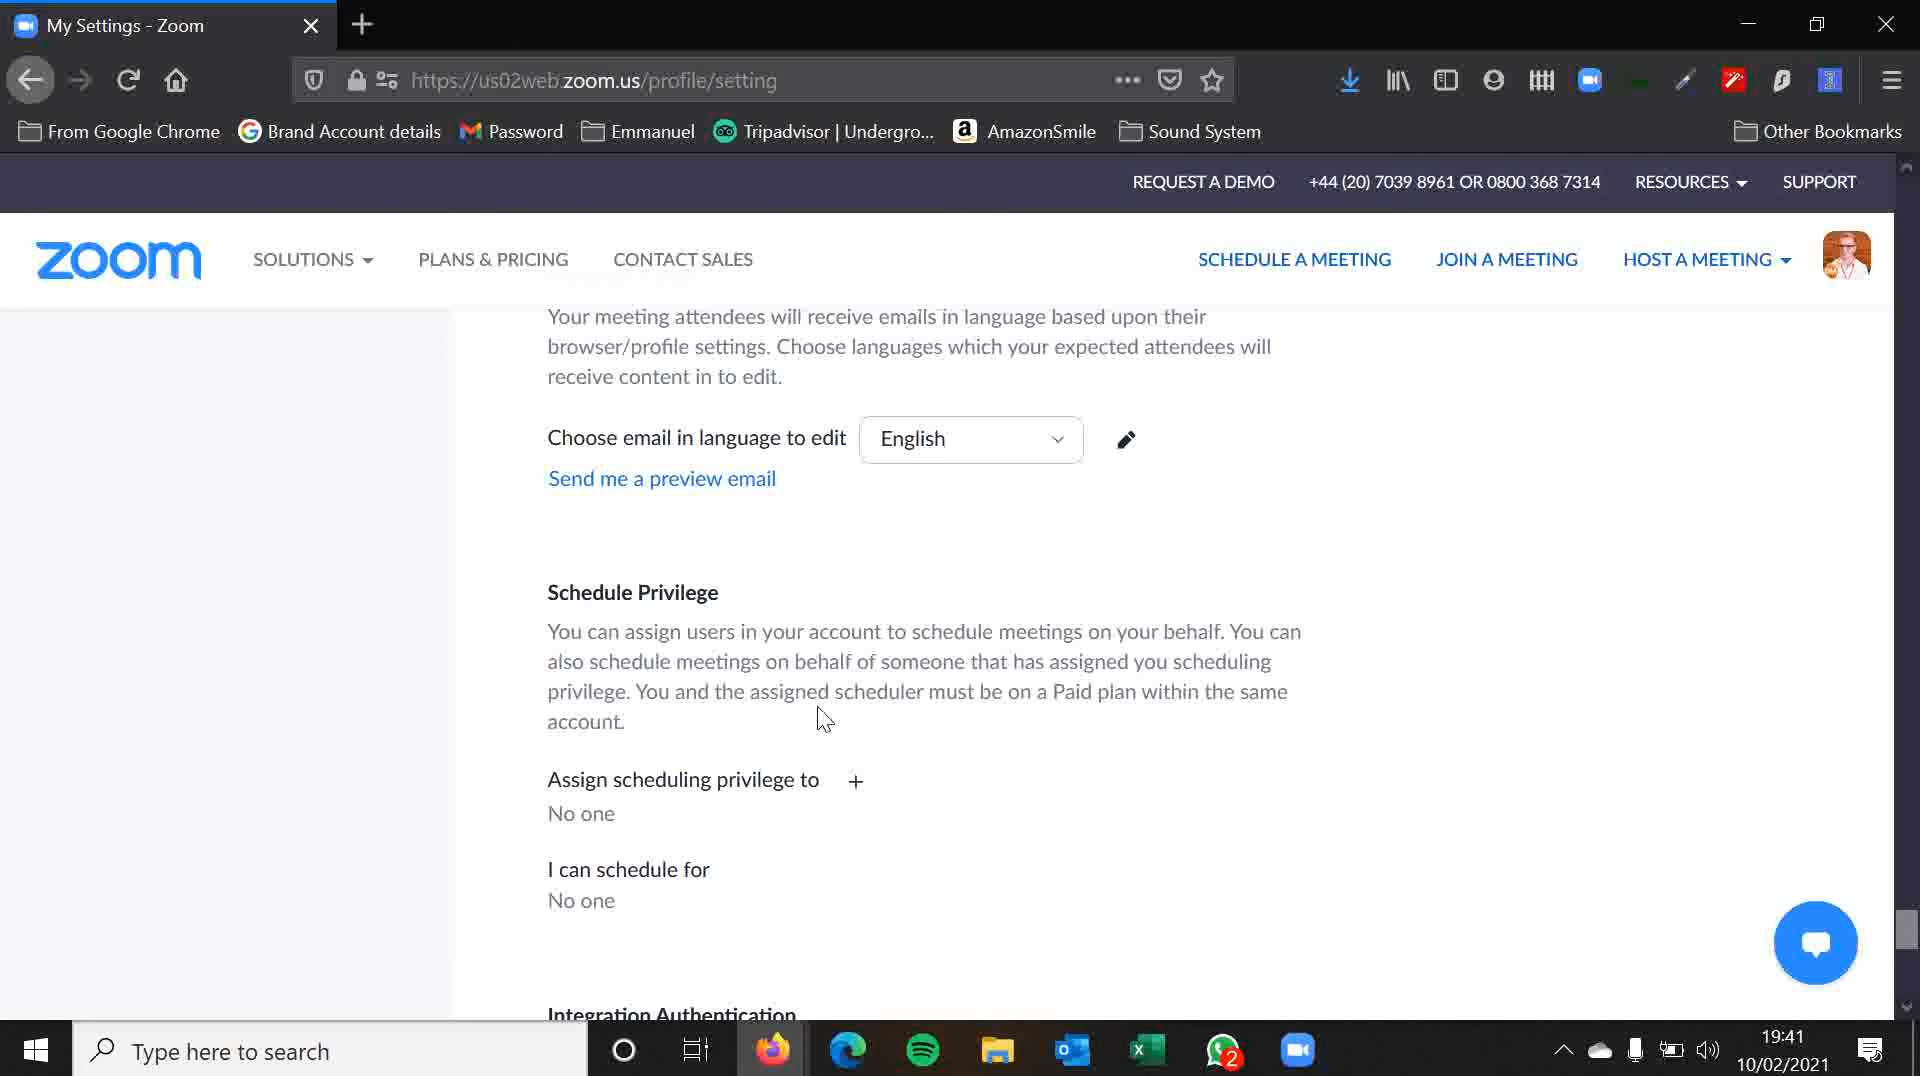 My Settings - Zoom
https://us02web.zoom.us/profile/setting
From Google Chrome
Brand Account details
Password
Emmanuel
Tripadvisor | Undergro...
AmazonSmile
Sound System
Other Bookmarks
REQUEST A DEMO
+44 (20) 7039 8961 OR 0800 368 7314
RESOURCES
SUPPORT
zoom
SOLUTIONS
PLANS & PRICING
CONTACT SALES
SCHEDULE A MEETING
JOIN A MEETING
HOST A MEETING
Your meeting attendees will receive emails in language based upon their
browser/profile settings. Choose languages which your expected attendees will
receive content in to edit.
Choose email in language to edit
English
Send me a preview email
Schedule Privilege
You can assign users in your account to schedule meetings on your behalf. You can
also schedule meetings on behalf of someone that has assigned you scheduling
privilege. You and the assigned scheduler must be on a Paid plan within the same
account.
Assign scheduling privilege to
No one
I can schedule for
No one
Integration Authentication
Type here to search
2
19:41
10/02/2021